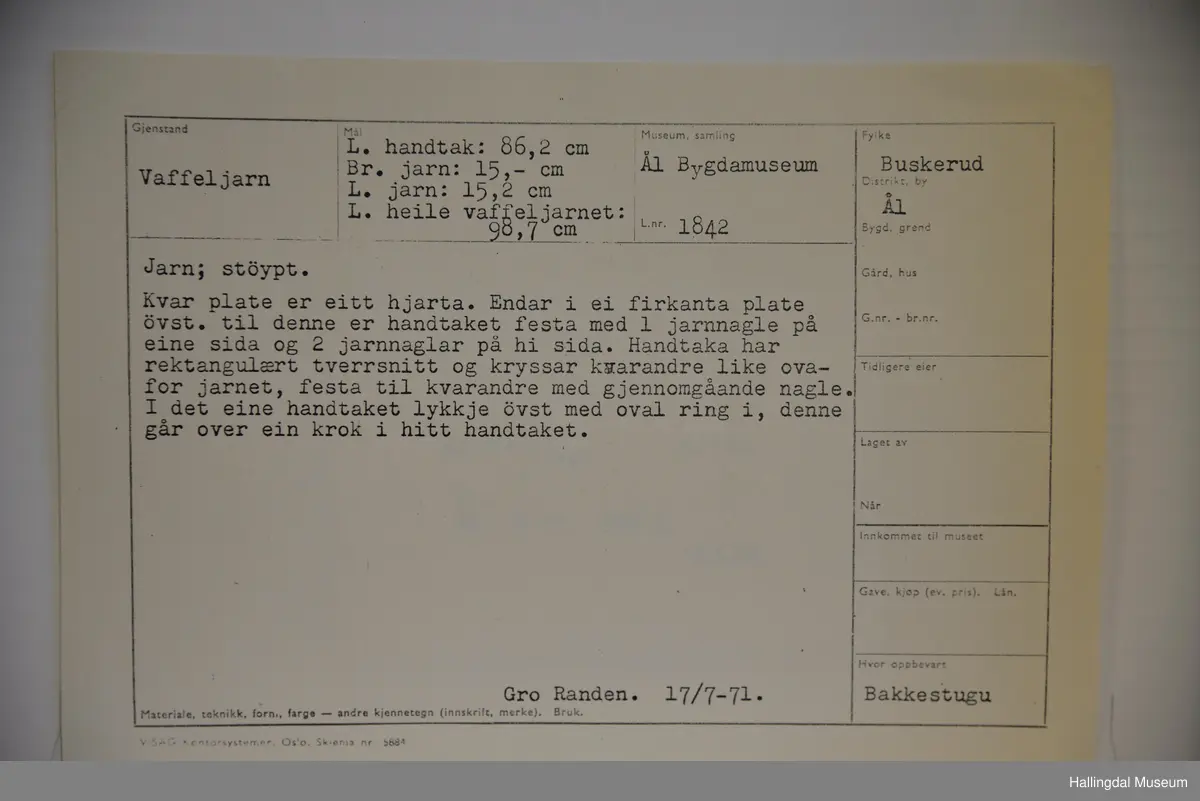 Gjenstand
Vaffeljarn
Mål
L. handtak: 86,2 cm
Br. jarn: 15,- cm
L. jarn: 15,2 cm
L. heile vaffeljarnet:
98,7 cm
Museum, samling
Ål Bygdamuseum
L.nr. 1842
Fylke
Buskerud
Distrikt, by
Ål
Bygd, grend
Gård, hus
G.nr. - br.nr.
Tidligere eier
Laget av
Når
Innkommet til museet
Gave, kjøp (ev. pris). Lån.
Hvor oppbevart
Bakkestugu
Jarn; stöypt.
Kvar plate er eitt hjarta. Endar i ei firkanta plate
övst. til denne er handtaket festa med 1 jarnnagle på
eine sida og 2 jarnnaglar på hi sida. Handtaka har
rektangulært tverrsnitt og kryssar kvarandre like ova-
for jarnet, festa til kvarandre med gjennomgåande nagle.
I det eine handtaket lykkje övst med oval ring i, denne
går over ein krok i hitt handtaket.
Gro Randen. 17/7-71.
Materiale, teknikk, form, farge — andre kjennetegn (innskrift, merke). Bruk.
Kontorsystemer, Oslo. Skjema nr. 5684
Hallingdal Museum